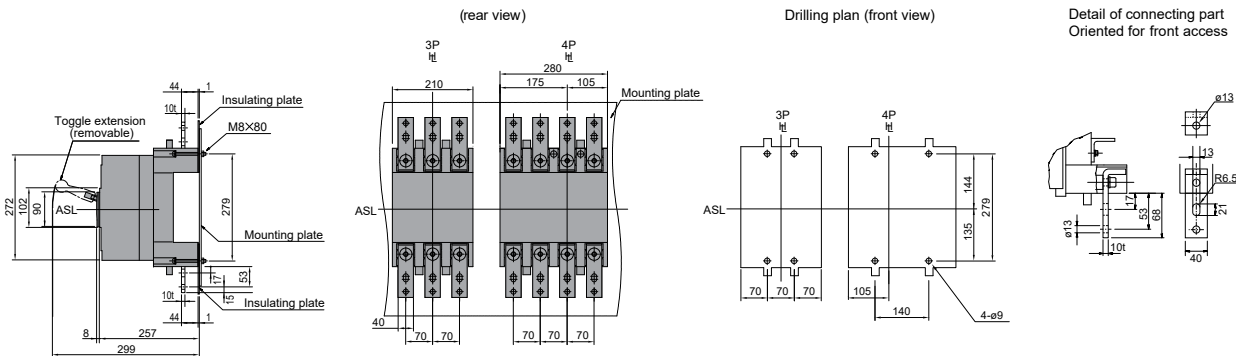 (rear view)
Drilling plan (front view)
Detail of connecting part
Oriented for front access
44
1
10t
Insulating plate
M8×80
Toggle extension
(removable)
272
102
90
ASL
279
Mounting plate
17
53
15
10t
Insulating plate
44
1
8
257
299
3P
4P
280
210
175
105
Mounting plate
ASL
40
70
70
70
70
70
3P
4P
ASL
144
279
135
70
70
70
105
140
4-ø9
ø13
13
R6.5
17
53
68
21
ø13
10t
40